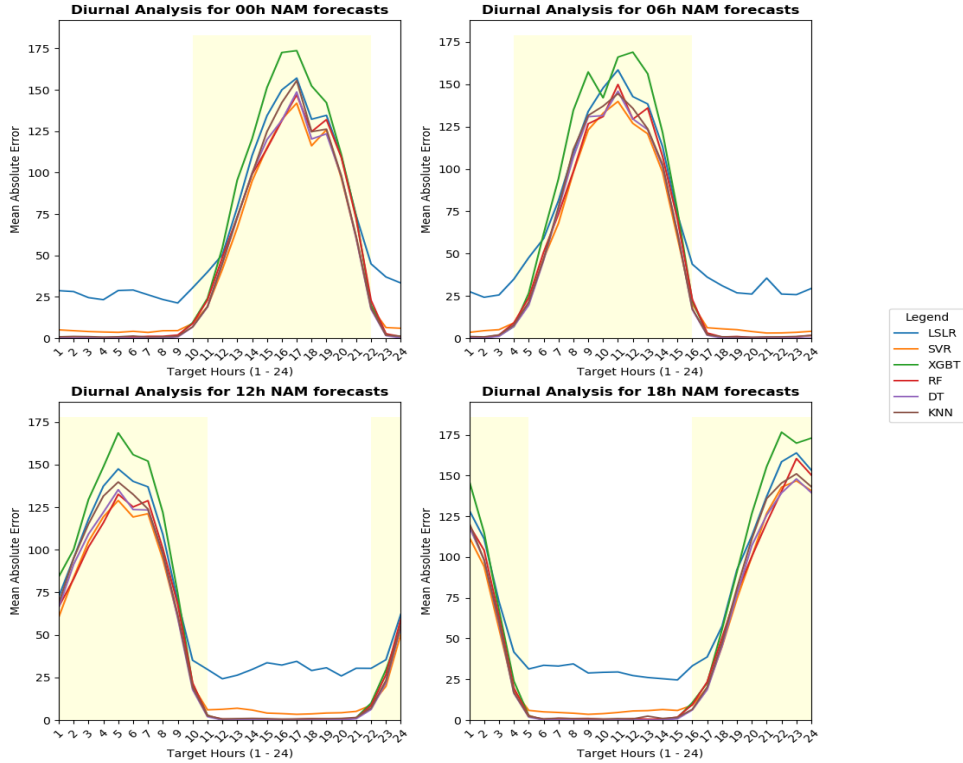 Diurnal Analysis for 00h NAM forecasts
Mean Absolute Error
175
150
125
100
75
50
25
0
1 2 3 4 5 6 7 8 9 10 11 12 13 14 15 16 17 18 19 20 21 22 23 24
Target Hours (1 - 24)
Diurnal Analysis for 06h NAM forecasts
Mean Absolute Error
175
150
125
100
75
50
25
0
1 2 3 4 5 6 7 8 9 10 11 12 13 14 15 16 17 18 19 20 21 22 23 24
Target Hours (1 - 24)
Legend
LSLR
SVR
XGBT
RF
DT
KNN
Diurnal Analysis for 12h NAM forecasts
Mean Absolute Error
175
150
125
100
75
50
25
0
1 2 3 4 5 6 7 8 9 10 11 12 13 14 15 16 17 18 19 20 21 22 23 24
Target Hours (1 - 24)
Diurnal Analysis for 18h NAM forecasts
Mean Absolute Error
175
150
125
100
75
50
25
0
1 2 3 4 5 6 7 8 9 10 11 12 13 14 15 16 17 18 19 20 21 22 23 24
Target Hours (1 - 24)